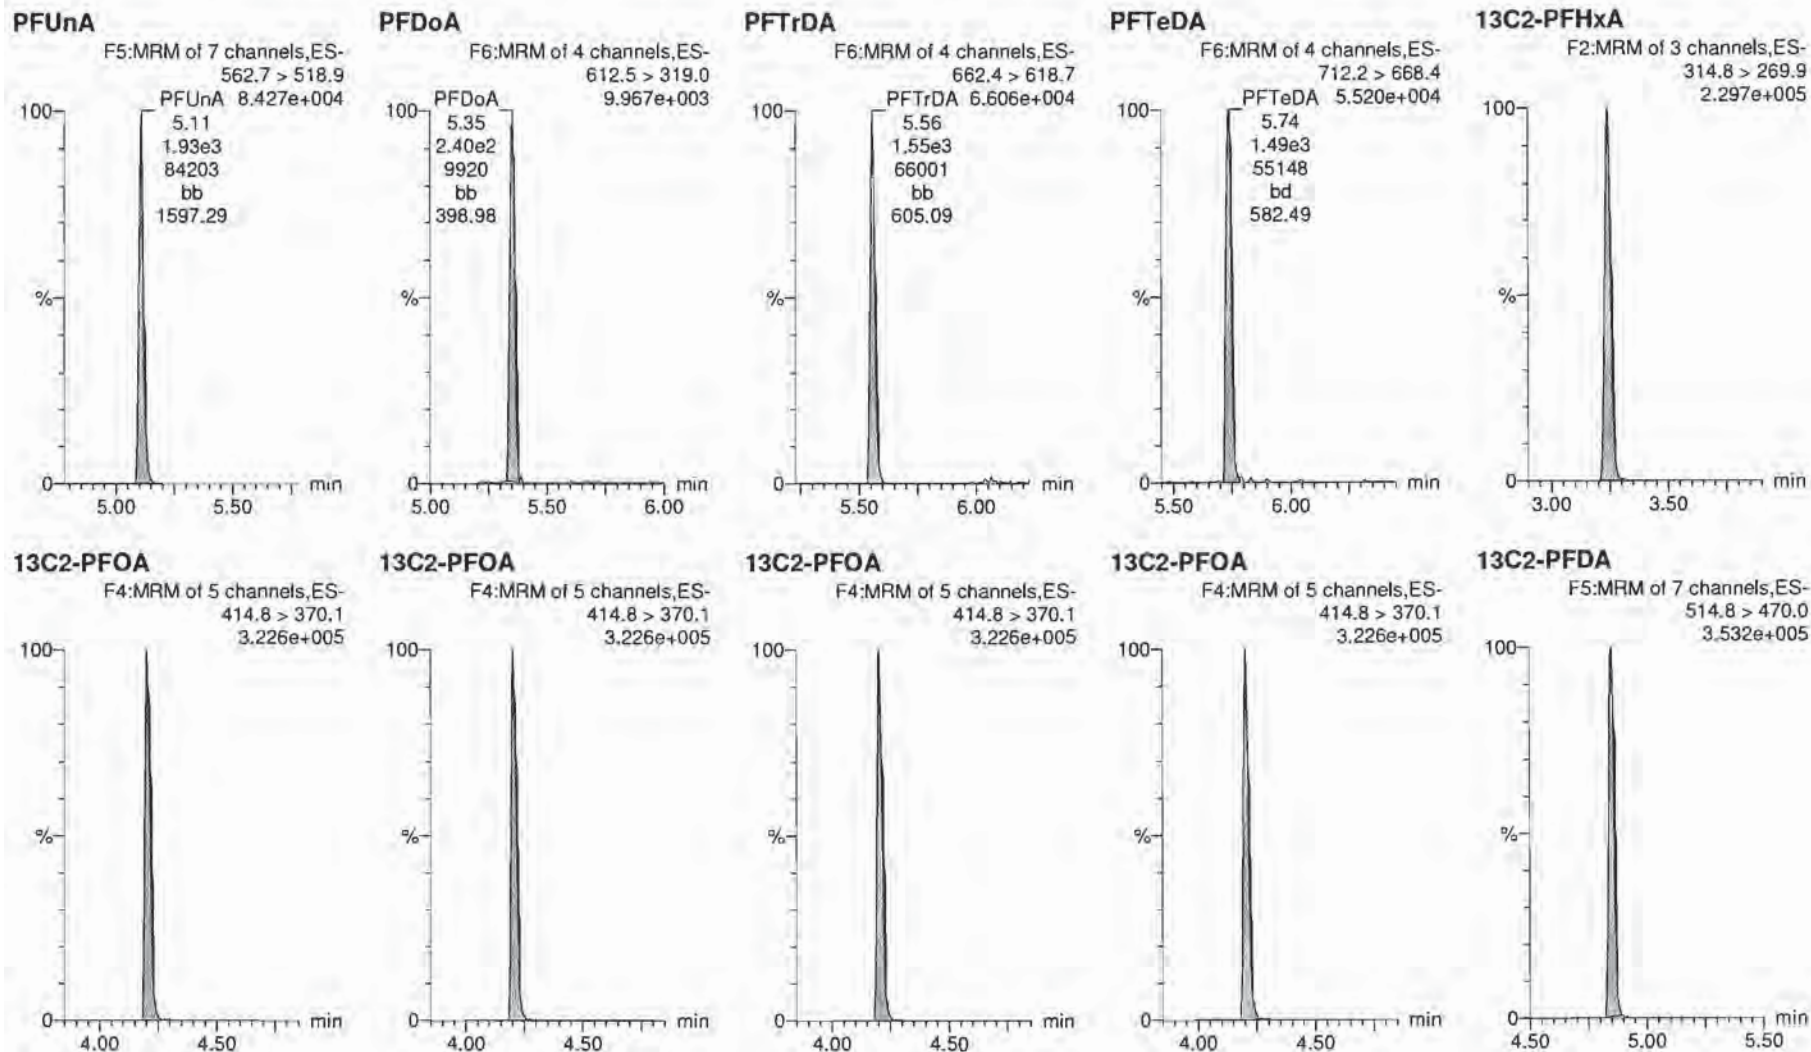 PFUnA
F5:MRM of 7 channels,ES-
562.7 > 518.9
PFUnA 8.427e+004
100
5.11
1.93e3
84203
bb
1597.29
%
0
min
5.00 5.50
PFDoA
F6:MRM of 4 channels,ES-
612.5 > 319.0
PFDoA 9.967e+003
100
5.35
2.40e2
9920
bb
398.98
%
0
min
5.00 5.50 6.00
PFTrDA
F6:MRM of 4 channels,ES-
662.4 > 618.7
PFTrDA 6.606e+004
100
5.56
1.55e3
66001
bb
605.09
%
0
min
5.50 6.00
PFTeDA
F6:MRM of 4 channels,ES-
712.2 > 668.4
PFTeDA 5.520e+004
100
5.74
1.49e3
55148
bd
582.49
%
0
min
5.50 6.00
13C2-PFHxA
F2:MRM of 3 channels,ES-
314.8 > 269.9
2.297e+005
100
%
0
min
3.00 3.50
13C2-PFOA
F4:MRM of 5 channels,ES-
414.8 > 370.1
3.226e+005
100
%
0
min
4.00 4.50
13C2-PFOA
F4:MRM of 5 channels,ES-
414.8 > 370.1
3.226e+005
100
%
0
min
4.00 4.50
13C2-PFOA
F4:MRM of 5 channels,ES-
414.8 > 370.1
3.226e+005
100
%
0
min
4.00 4.50
13C2-PFOA
F4:MRM of 5 channels,ES-
414.8 > 370.1
3.226e+005
100
%
0
min
4.00 4.50
13C2-PFDA
F5:MRM of 7 channels,ES-
514.8 > 470.0
3.532e+005
100
%
0
min
4.50 5.00 5.50